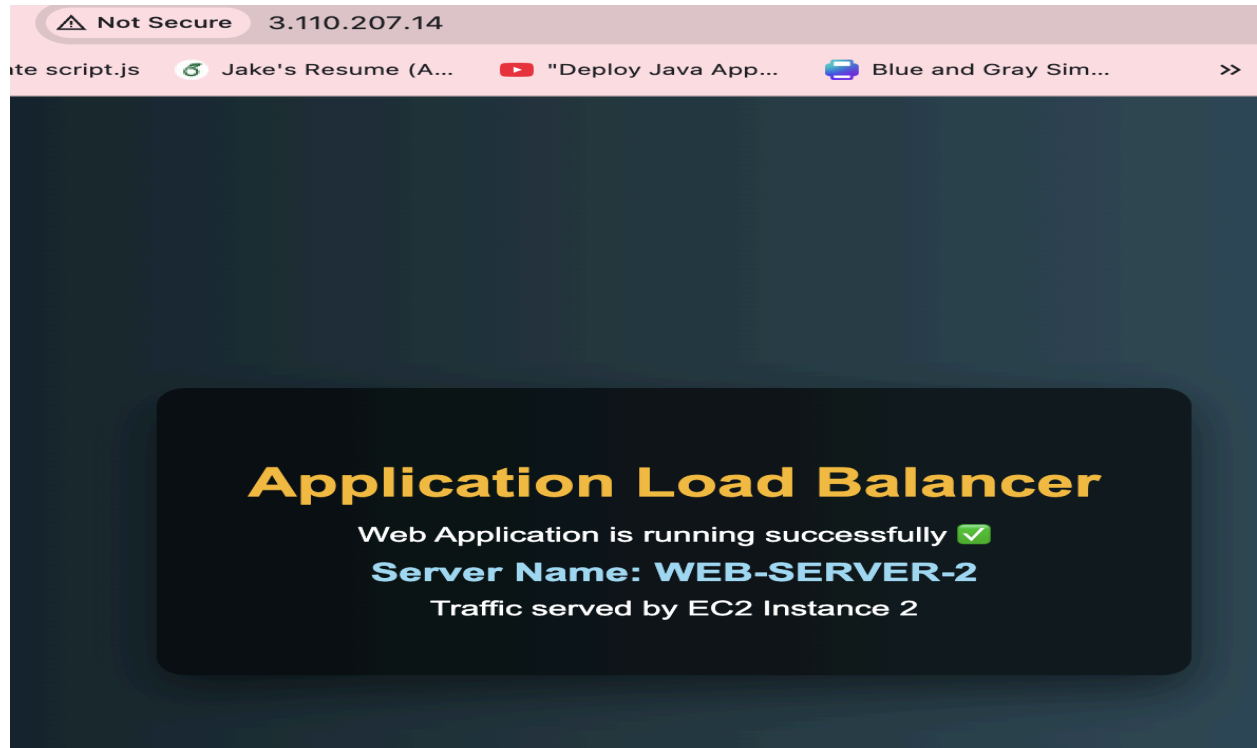 Not Secure 3.110.207.14
te script.js Jake's Resume (A... "Deploy Java App... Blue and Gray Sim... »
Application Load Balancer
Web Application is running successfully ✅
Server Name: WEB-SERVER-2
Traffic served by EC2 Instance 2